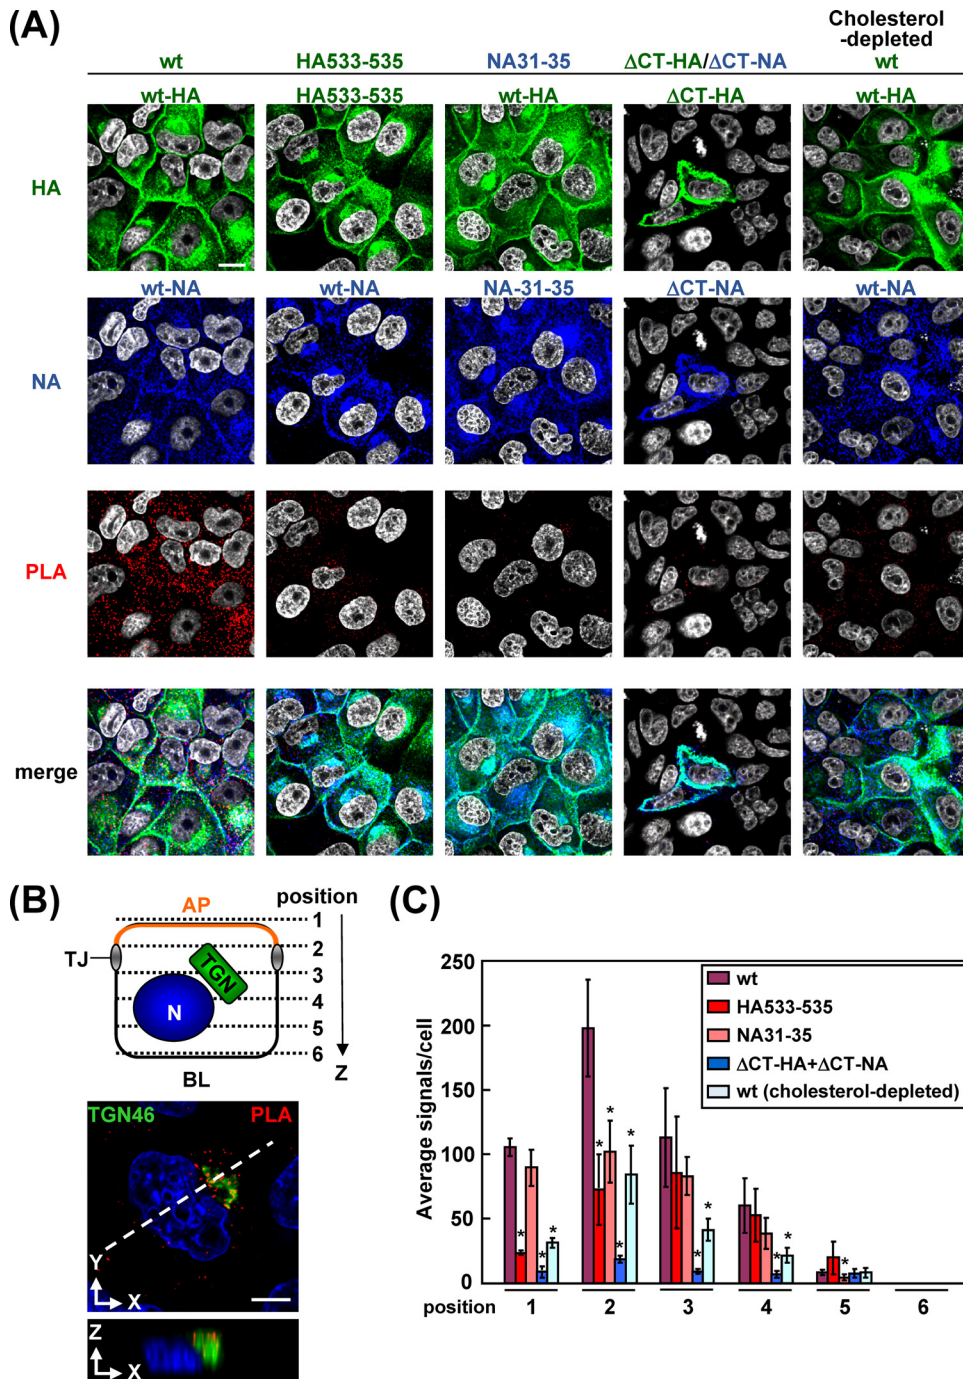 (A)
Cholesterol
-depleted
wt HA533-535 NA31-35 ΔCT-HA/ΔCT-NA wt
wt-HA HA533-535 wt-HA ΔCT-HA wt-HA
HA
wt-NA wt-NA NA-31-35 ΔCT-NA wt-NA
NA
PLA
merge
(B)
AP
position
1
2
3
4
5
6
TJ
TGN
N
BL
Z
TGN46 PLA
Y
X
Z
X
(C)
Average signals/cell
250
200
150
100
50
0
wt
HA533-535
NA31-35
ΔCT-HA+ΔCT-NA
wt (cholesterol-depleted)
* * *
* * *
* *
* *
*
position 1 2 3 4 5 6